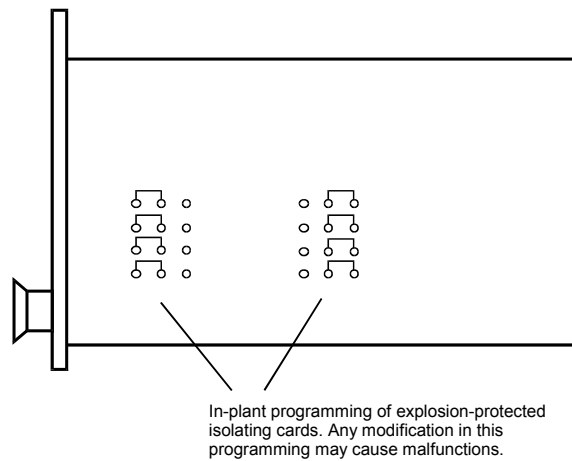 In-plant programming of explosion-protected
isolating cards. Any modification in this
programming may cause malfunctions.